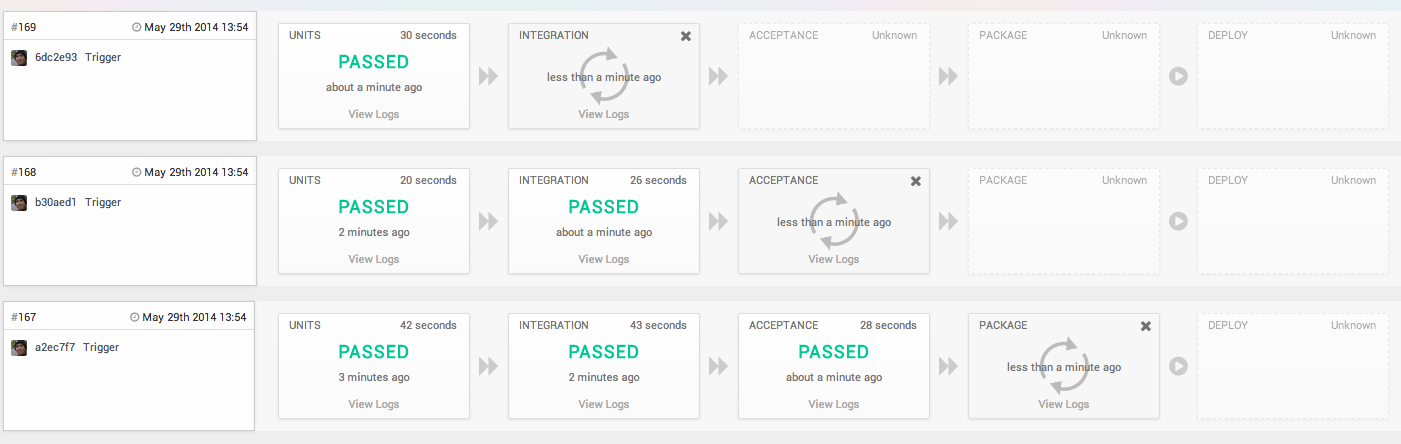 #169 May 29th 2014 13:54
6dc2e93 Trigger
UNITS 30 seconds
PASSED
about a minute ago
View Logs
INTEGRATION
less than a minute ago
View Logs
ACCEPTANCE Unknown
PACKAGE Unknown
DEPLOY Unknown
#168 May 29th 2014 13:54
b30aed1 Trigger
UNITS 20 seconds
PASSED
2 minutes ago
View Logs
INTEGRATION 26 seconds
PASSED
about a minute ago
View Logs
ACCEPTANCE
less than a minute ago
View Logs
PACKAGE Unknown
DEPLOY Unknown
#167 May 29th 2014 13:54
a2ec7f7 Trigger
UNITS 42 seconds
PASSED
3 minutes ago
View Logs
INTEGRATION 43 seconds
PASSED
2 minutes ago
View Logs
ACCEPTANCE 28 seconds
PASSED
about a minute ago
View Logs
PACKAGE
less than a minute ago
View Logs
DEPLOY Unknown